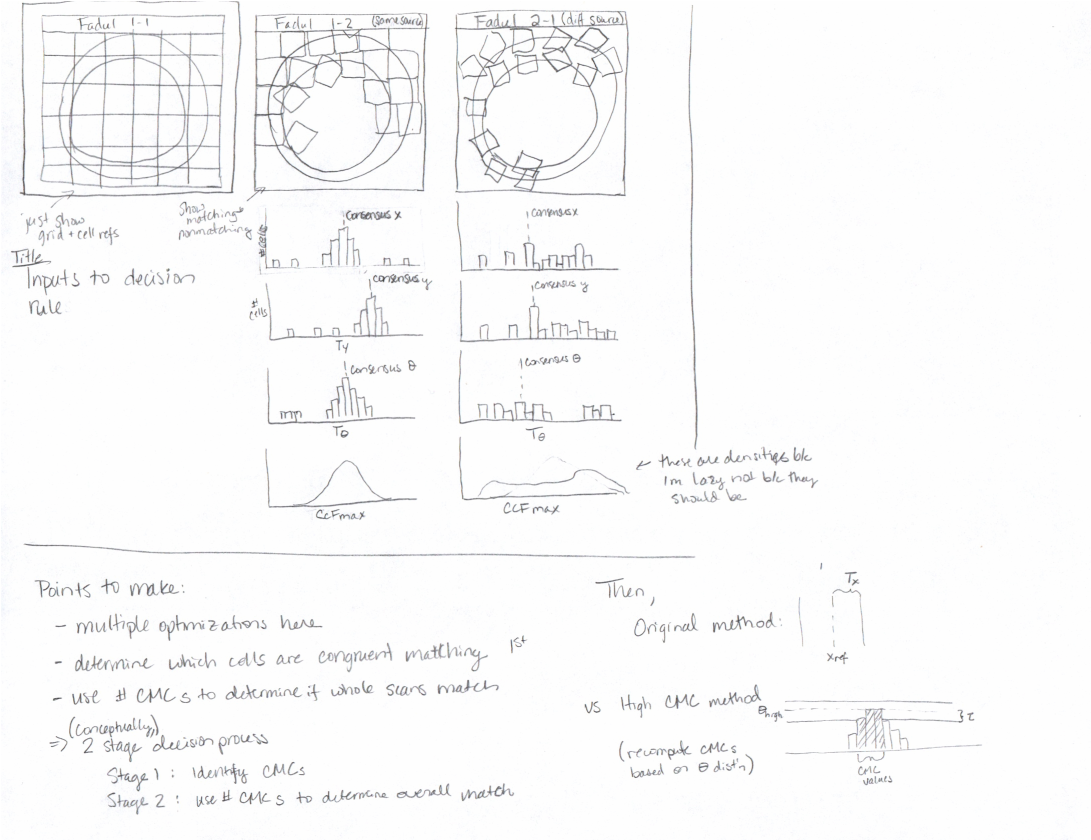 Fadul 1-1
Fadul 1-2 (same source)
Fadul 2-1 (diff source)
just show
grid + cell refs
show
matching +
nonmatching
Title
Inputs to decision
rule
consensus x
# cells
consensus y
# cells
Ty
consensus θ
Tθ
CCFmax
consensus x
consensus y
consensus θ
Tθ
CCFmax
← these are densities b/c
I'm lazy not b/c they
should be
Points to make:
- multiple optimizations here
- determine which cells are congruent matching 1st
- use # CMCs to determine if whole scans match
(conceptually)
⇒ 2 stage decision process
Stage 1: Identify CMCs
Stage 2: use # CMCs to determine overall match
Then,
Original method:
Tx
xref
vs High CMC method
(recompute CMCs
based on θ dist'n)
θhigh
τ
CMC
values